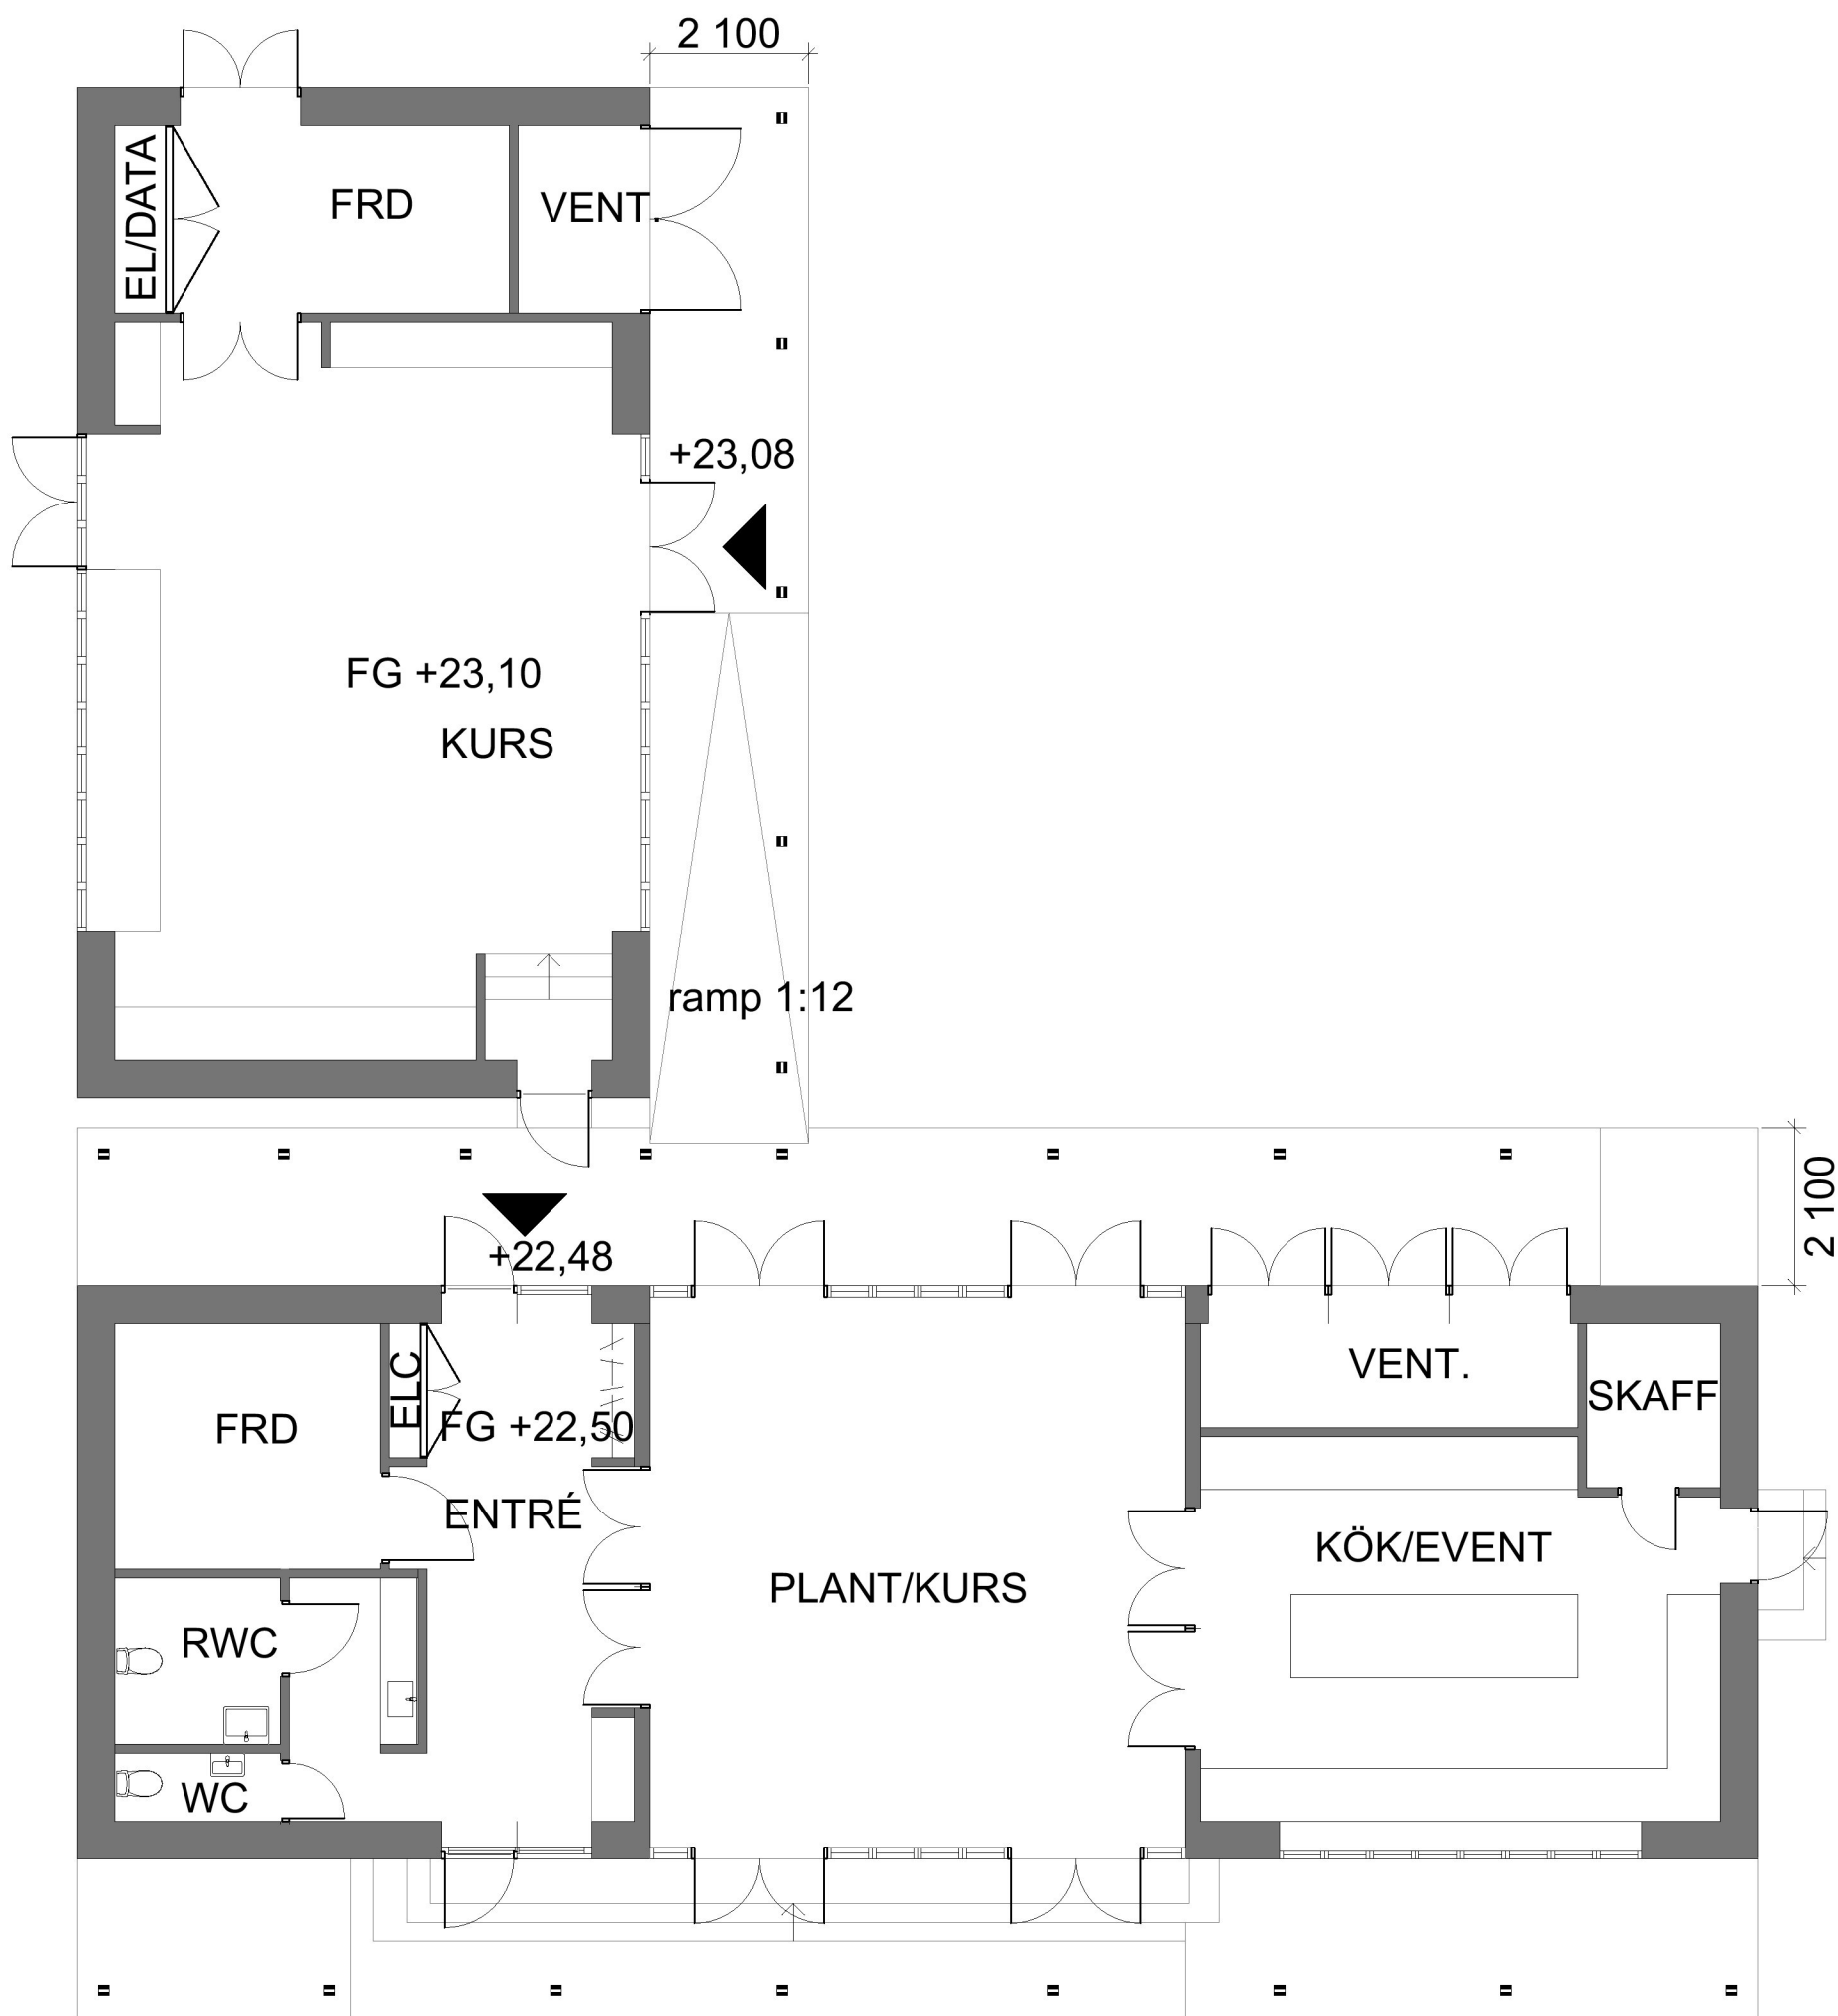 2 100
EL/DATA
FRD
VENT.
+23,08
FG +23,10
KURS
ramp 1:12
2 100
+22,48
VENT.
SKAFF
ELC
FRD
FG +22,50
ENTRÉ
KÖK/EVENT
PLANT/KURS
RWC
WC